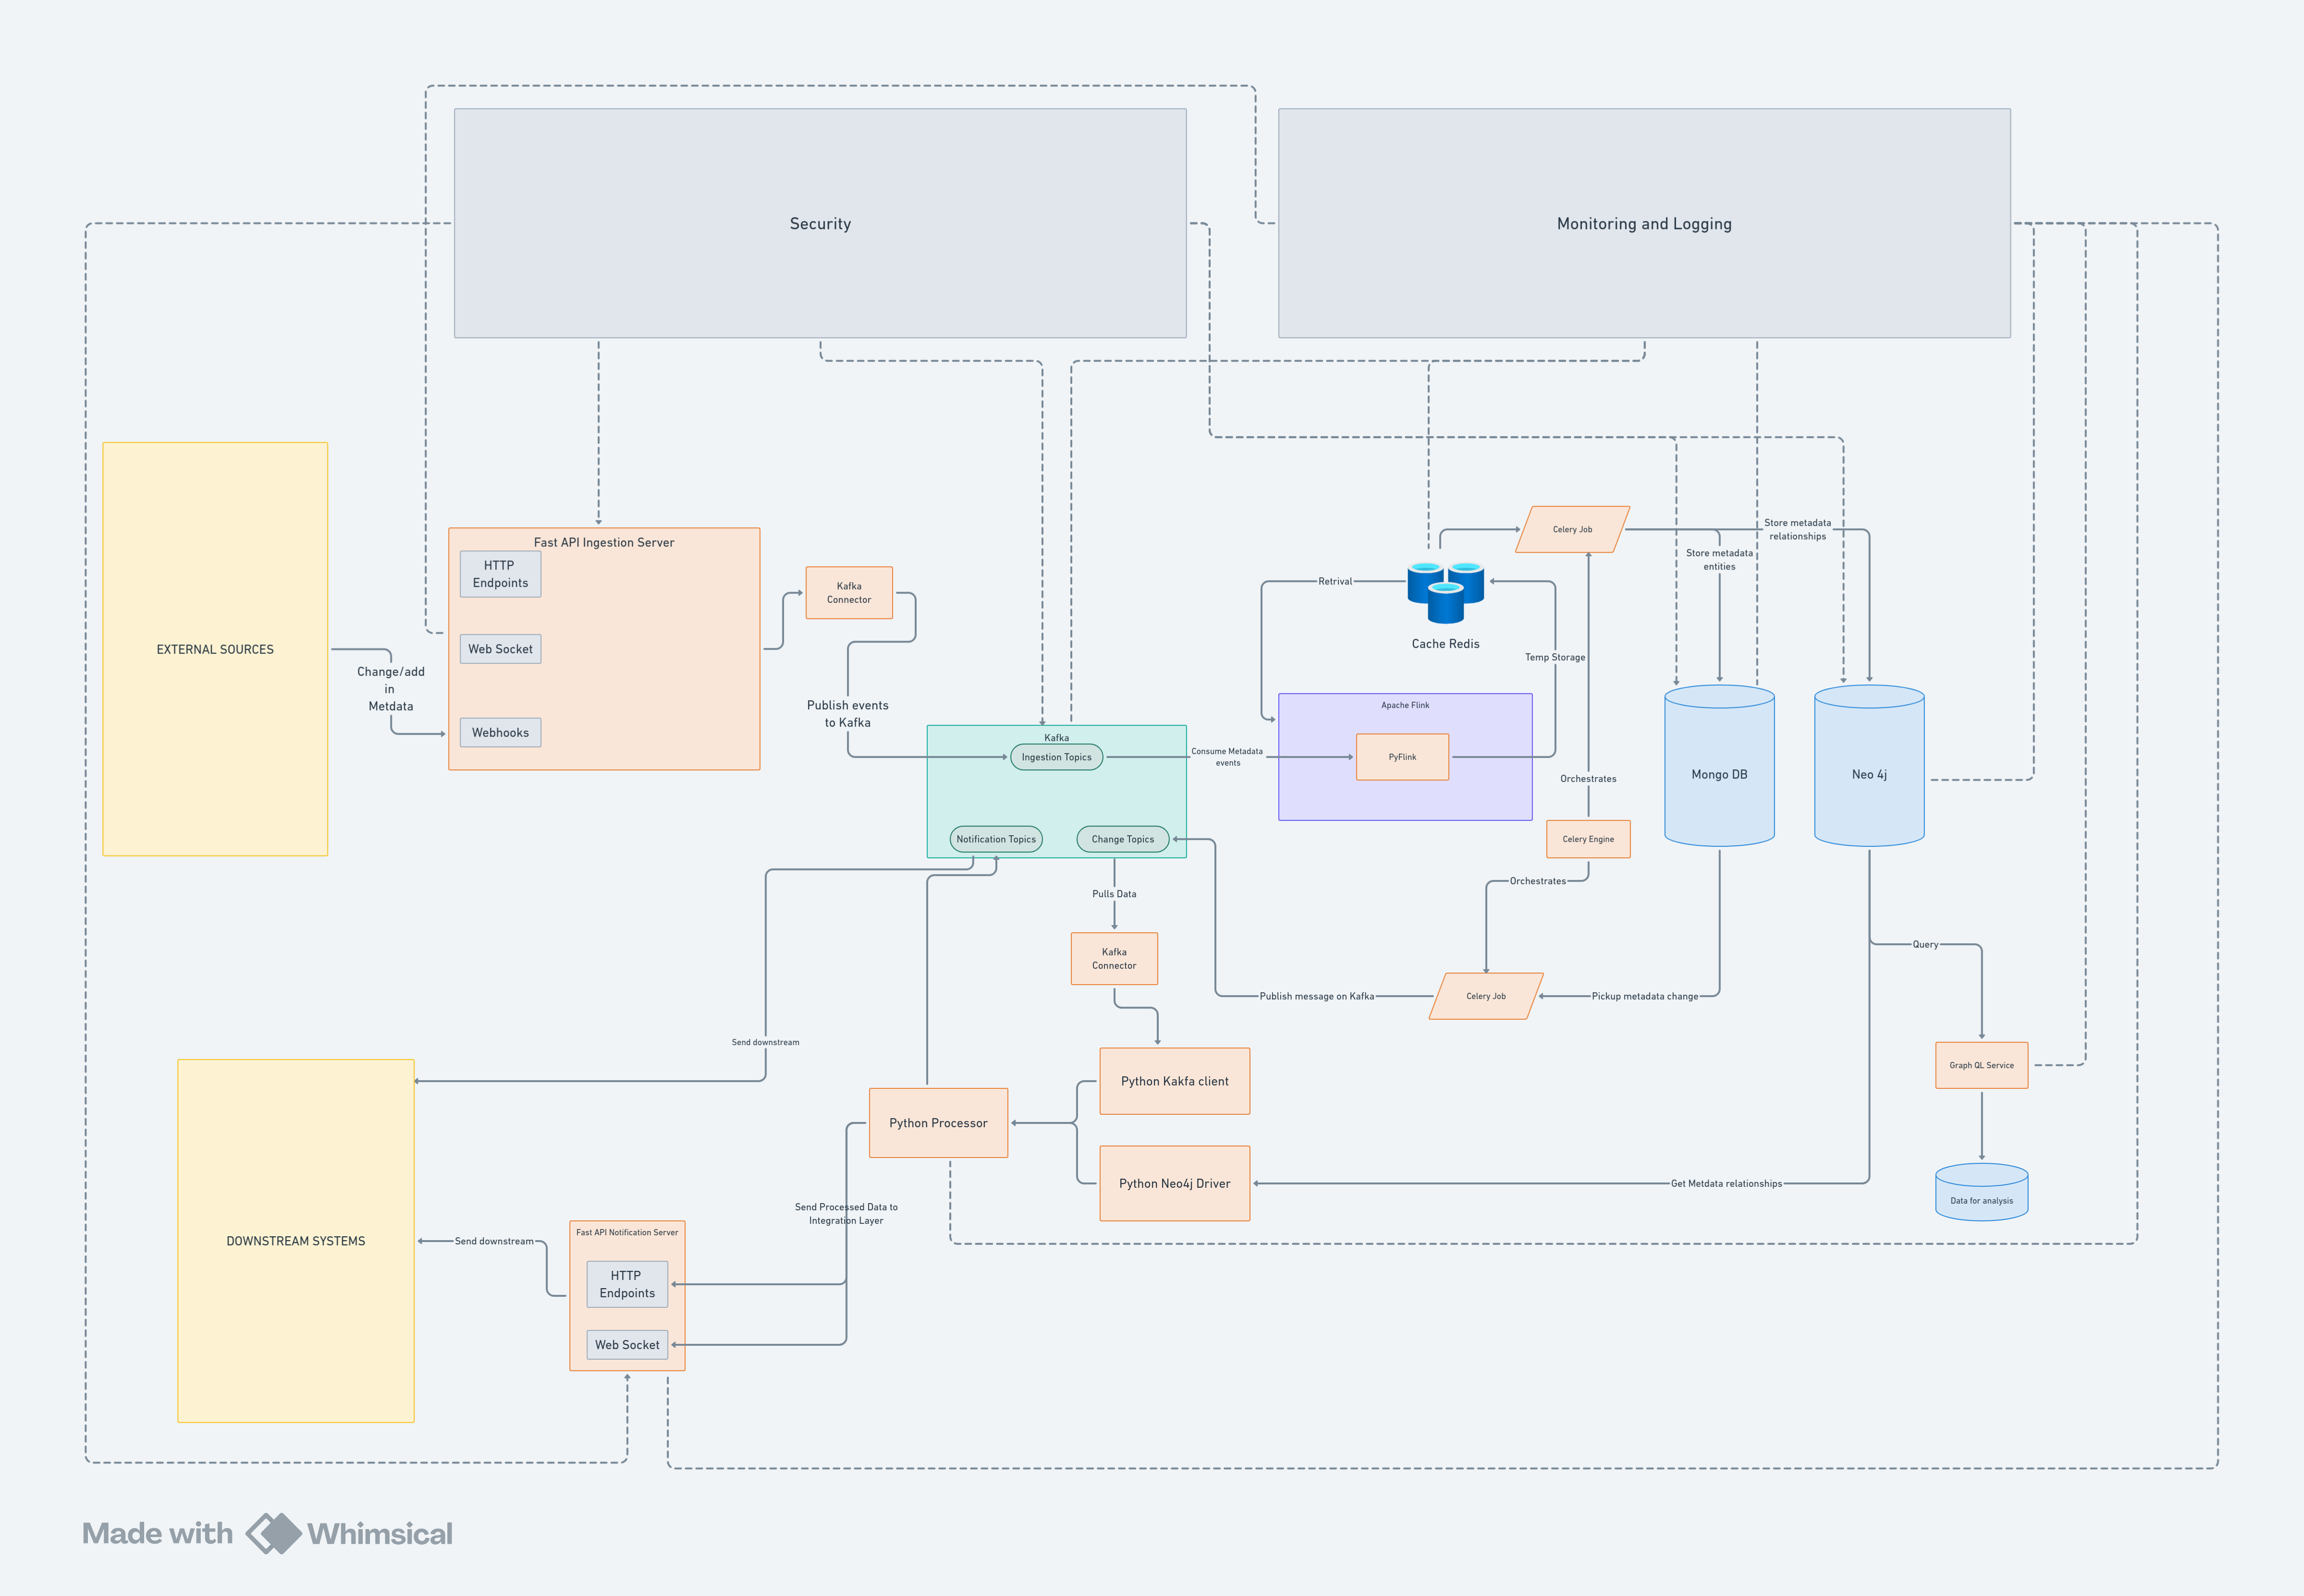 Security
Monitoring and Logging
EXTERNAL SOURCES
Change/add
in
Metdata
Fast API Ingestion Server
HTTP
Endpoints
Web Socket
Webhooks
Kafka
Connector
Publish events
to Kafka
Kafka
Ingestion Topics
Notification Topics
Change Topics
Consume Metadata
events
Apache Flink
PyFlink
Retrival
Cache Redis
Temp Storage
Celery Job
Store metadata
relationships
Store metadata
entities
Orchestrates
Celery Engine
Orchestrates
Mongo DB
Neo 4j
Pulls Data
Kafka
Connector
Publish message on Kafka
Celery Job
Pickup metadata change
Query
Send downstream
Python Kakfa client
Python Processor
Python Neo4j Driver
Get Metdata relationships
Graph QL Service
Data for analysis
Send Processed Data to
Integration Layer
DOWNSTREAM SYSTEMS
Send downstream
Fast API Notification Server
HTTP
Endpoints
Web Socket
Made with Whimsical